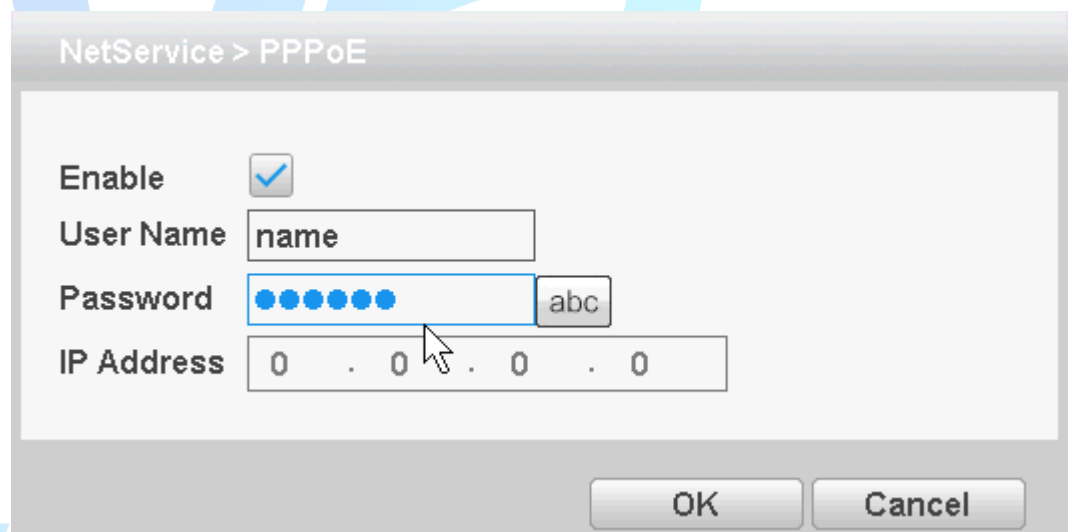 NetService > PPPoE
Enable
User Name name
Password ●●●●●● abc
IP Address 0 . 0 . 0 . 0
OK Cancel